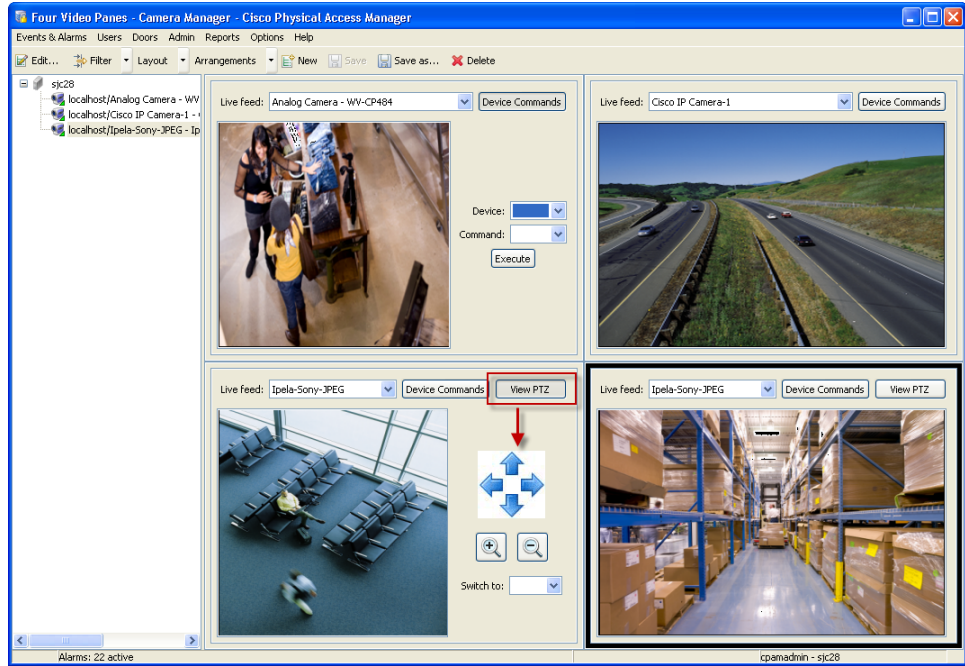 Four Video Panes - Camera Manager - Cisco Physical Access Manager
Events & Alarms Users Doors Admin Reports Options Help
Edit... Filter Layout Arrangements New Save Save as... Delete
sjc28
localhost/Analog Camera - WV
localhost/Cisco IP Camera-1 -
localhost/Ipela-Sony-JPEG - Ip
Live feed: Analog Camera - WV-CP484 Device Commands
Device:
Command:
Execute
Live feed: Cisco IP Camera-1 Device Commands
Live feed: Ipela-Sony-JPEG Device Commands View PTZ
Switch to:
Live feed: Ipela-Sony-JPEG Device Commands View PTZ
Alarms: 22 active
cpamadmin - sjc28